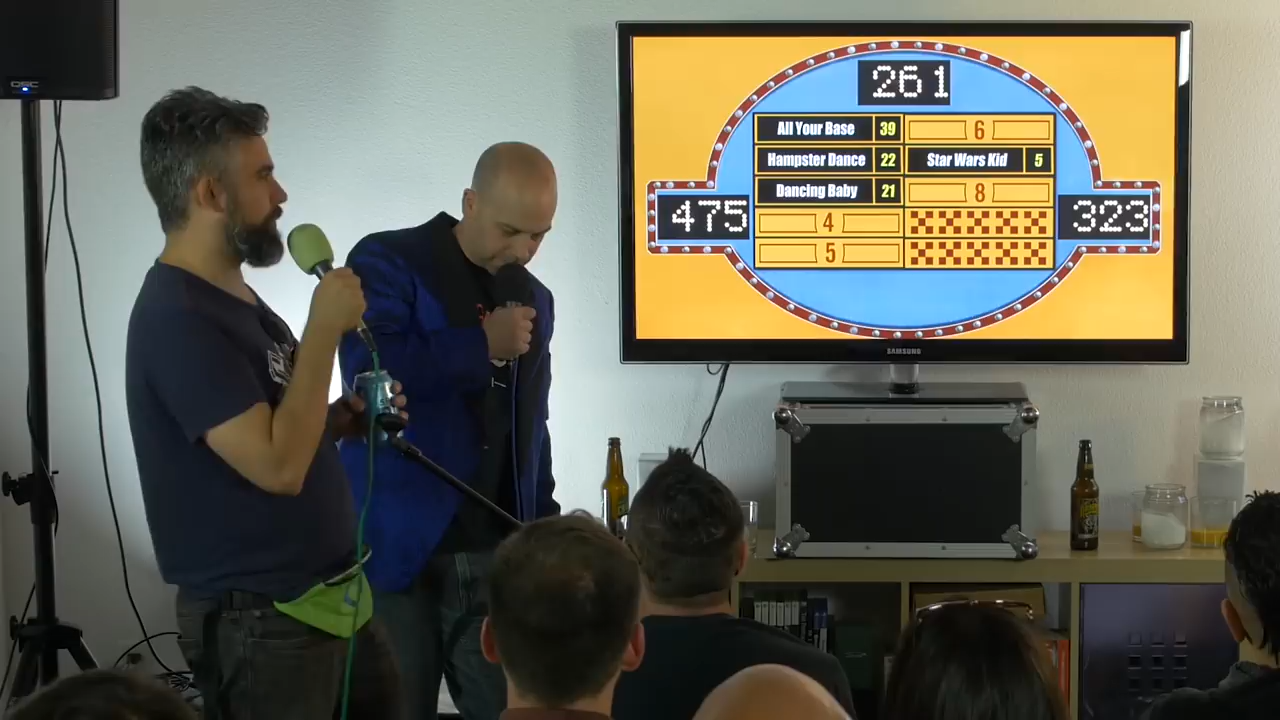 QSC
261
All Your Base 39
6
Hampster Dance 22
Star Wars Kid 5
Dancing Baby 21
8
475
4
323
5
SAMSUNG